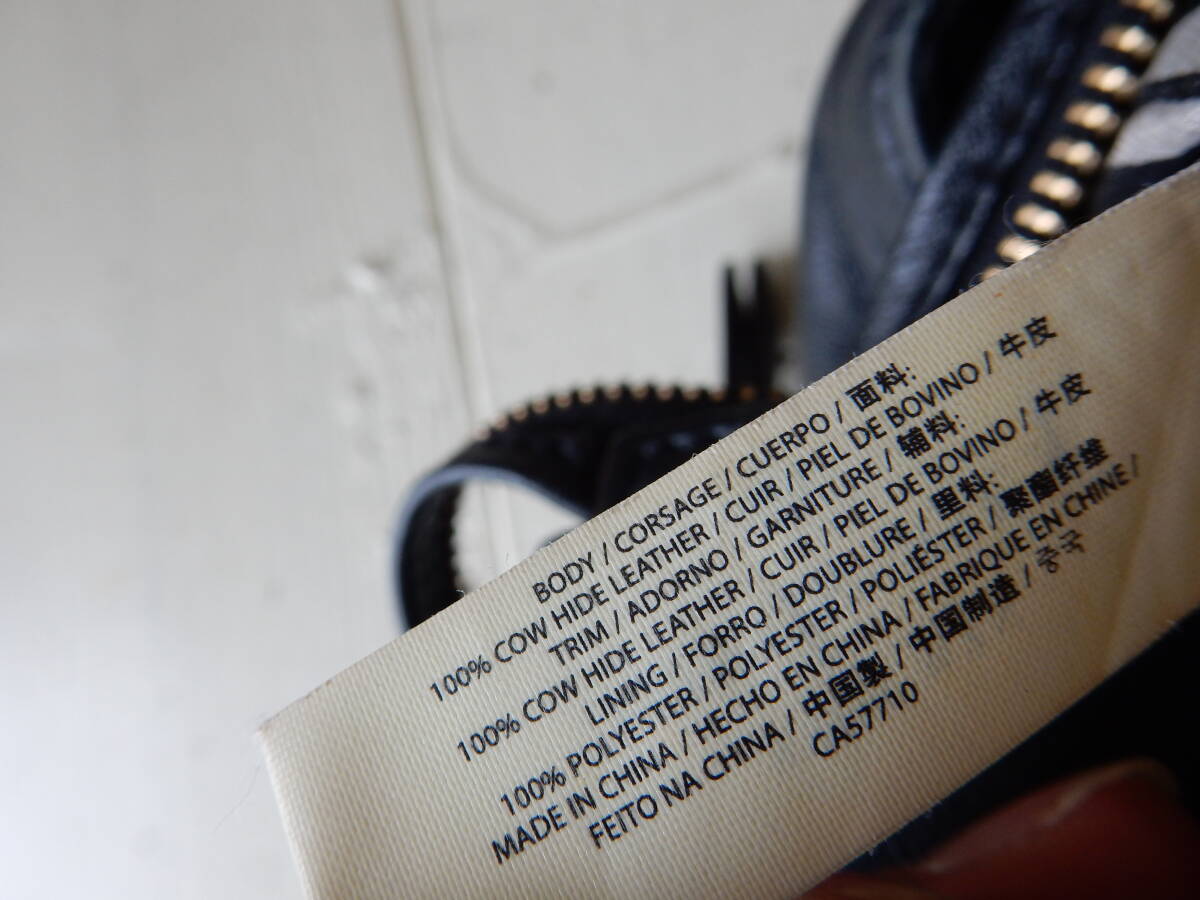 BODY / CORSAGE / CUERPO / 面料:
100% COW HIDE LEATHER / CUIR / PIEL DE BOVINO / 牛皮
TRIM / ADORNO / GARNITURE / 辅料:
100% COW HIDE LEATHER / CUIR / PIEL DE BOVINO / 牛皮
LINING / FORRO / DOUBLURE / 里料:
100% POLYESTER / POLYESTER / POLIÉSTER / 聚酯纤维
MADE IN CHINA / HECHO EN CHINA / FABRIQUE EN CHINE /
FEITO NA CHINA / 中国製 / 中国制造 / 중국
CA57710